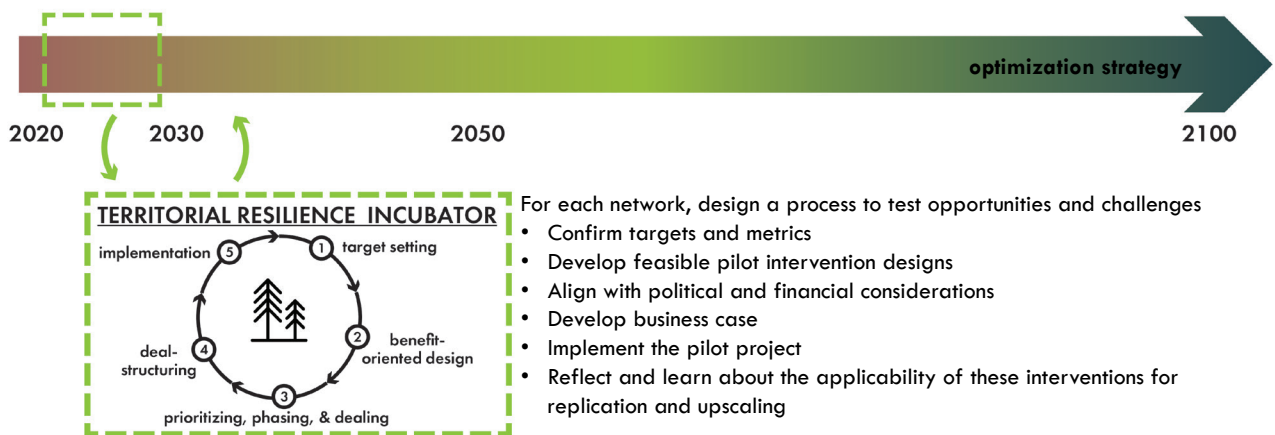 optimization strategy
2020
2030
2050
2100
TERRITORIAL RESILIENCE INCUBATOR
implementation
5
1
target setting
2
benefit-
oriented design
deal-
structuring
4
3
prioritizing, phasing, & dealing
For each network, design a process to test opportunities and challenges
• Confirm targets and metrics
• Develop feasible pilot intervention designs
• Align with political and financial considerations
• Develop business case
• Implement the pilot project
• Reflect and learn about the applicability of these interventions for
replication and upscaling